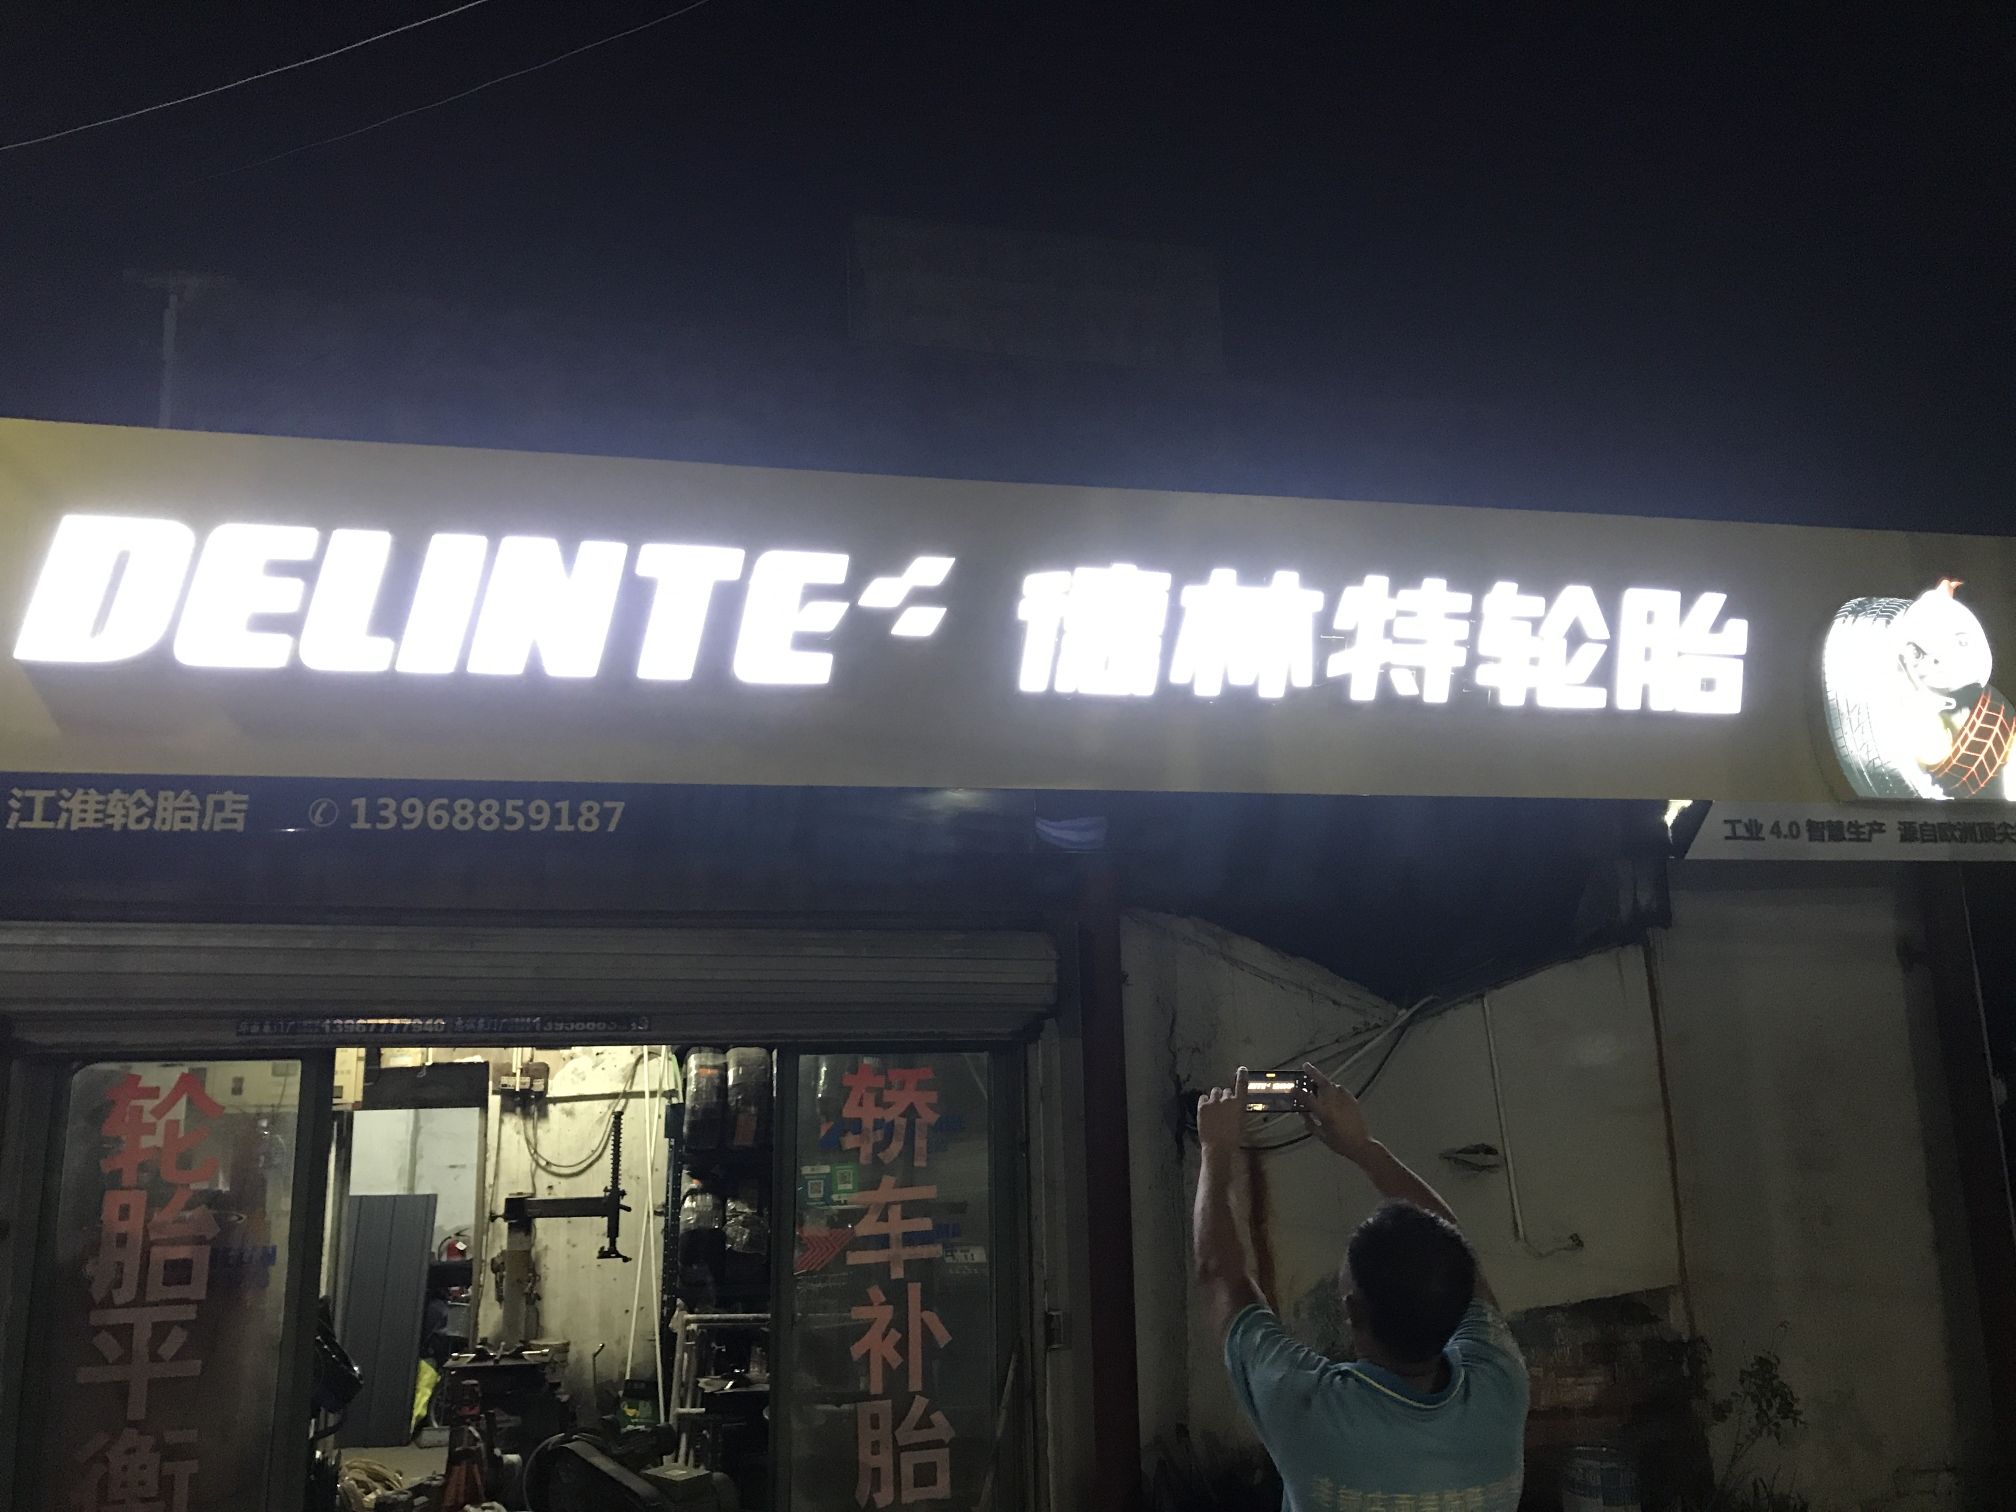 DELINTE 德林特轮胎
江淮轮胎店 ✆ 13968859187
工业 4.0 智慧生产 源自欧洲顶尖
13967777940
轮胎平衡
轿车补胎